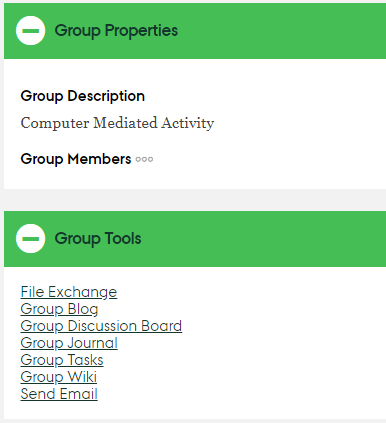 Group Properties
Group Description
Computer Mediated Activity
Group Members
Group Tools
File Exchange
Group Blog
Group Discussion Board
Group Journal
Group Tasks
Group Wiki
Send Email